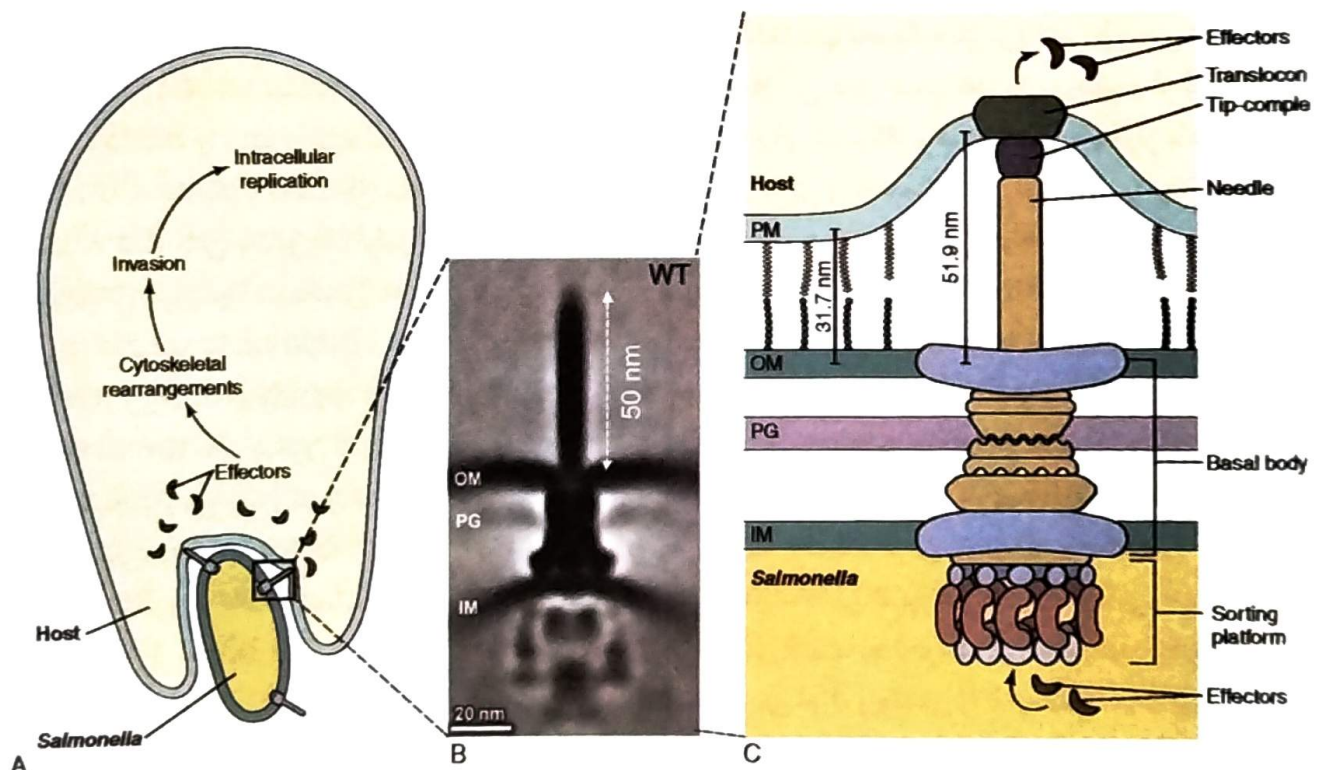 Intracellular
replication
Invasion
Cytoskeletal
rearrangements
Effectors
Host
Salmonella
A
WT
50 nm
OM
PG
IM
20 nm
B
Effectors
Translocon
Tip-comple
Needle
Host
PM
51.9 nm
31.7 nm
OM
PG
Basal body
IM
Salmonella
Sorting
platform
Effectors
C